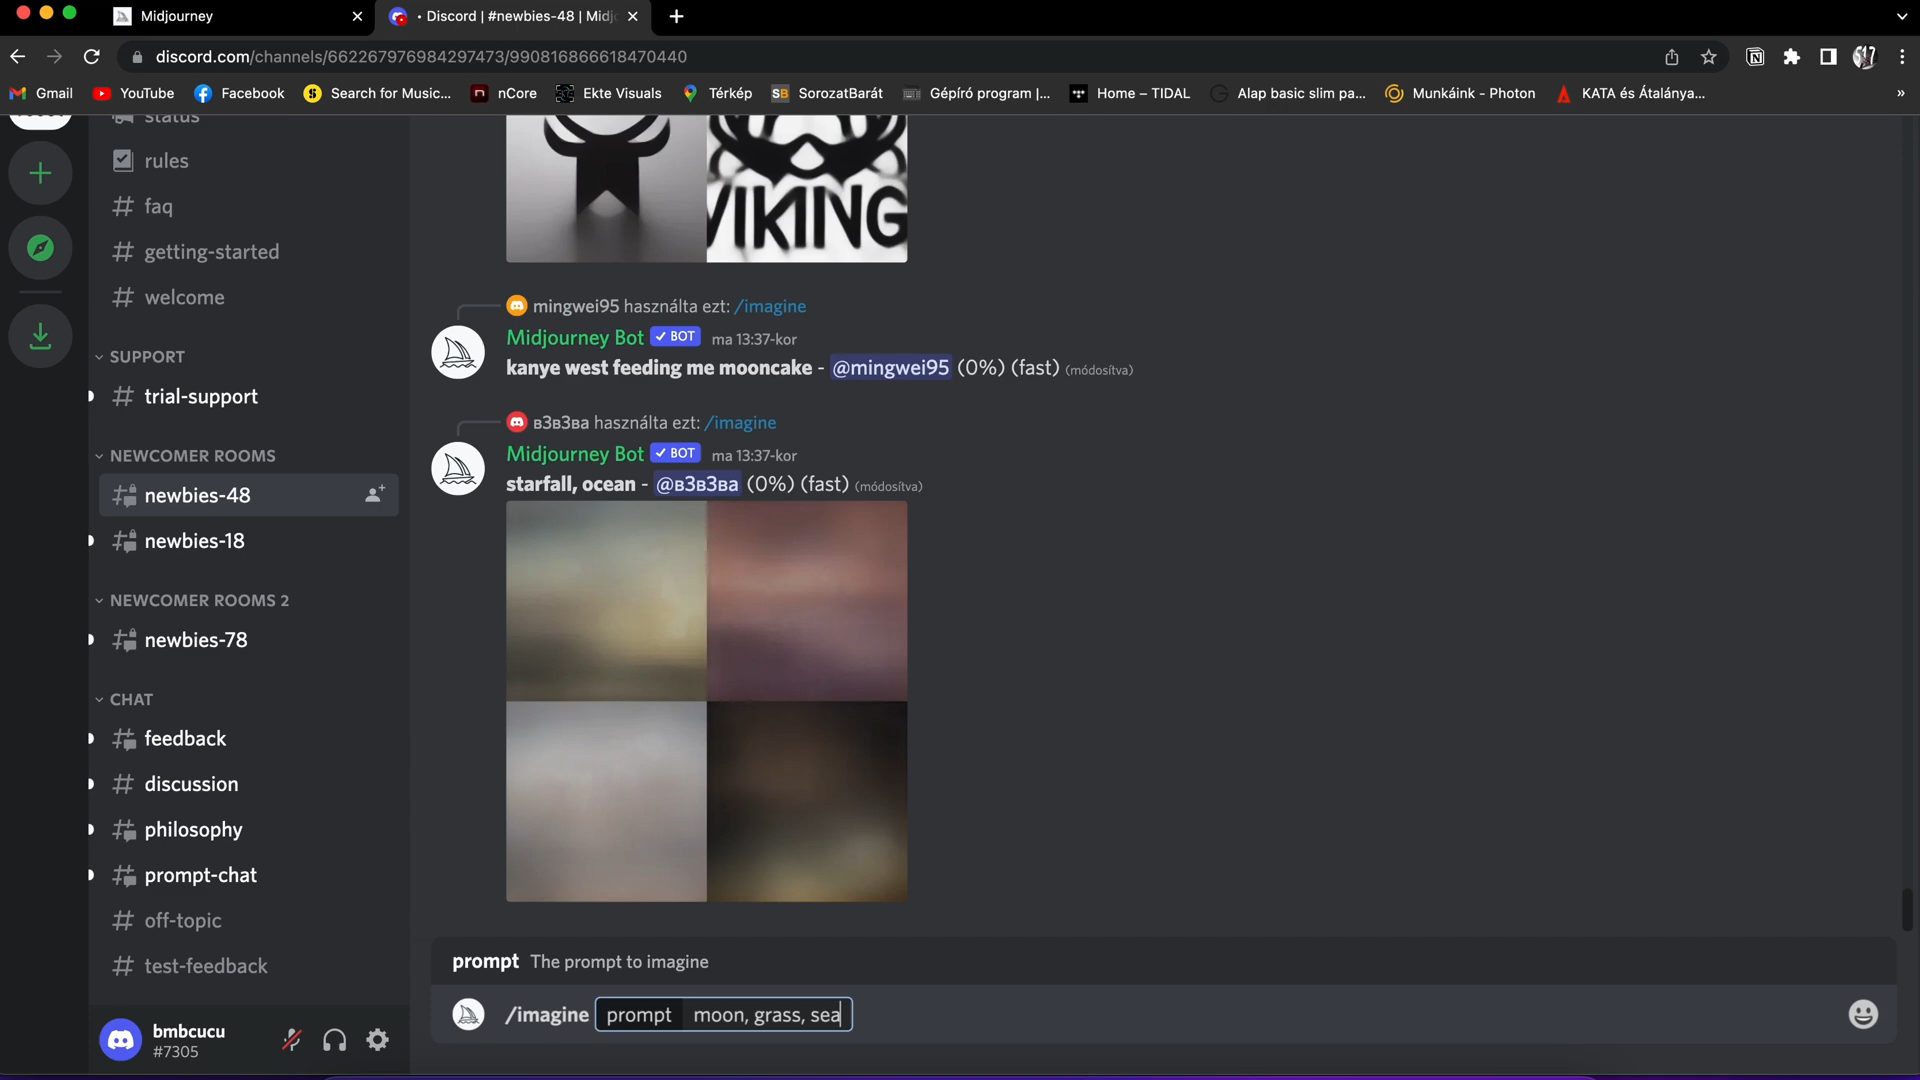 Midjourney
• Discord | #newbies-48 | Midj
discord.com/channels/662267976984297473/990816866618470440
Gmail
YouTube
Facebook
Search for Music...
nCore
Ekte Visuals
Térkép
SorozatBarát
Gépíró program |...
Home – TIDAL
Alap basic slim pa...
Munkáink - Photon
KATA és Átalánya...
»
status
rules
faq
getting-started
welcome
SUPPORT
trial-support
NEWCOMER ROOMS
newbies-48
newbies-18
NEWCOMER ROOMS 2
newbies-78
CHAT
feedback
discussion
philosophy
prompt-chat
off-topic
test-feedback
bmbcucu
#7305
VIKING
mingwei95 használta ezt: /imagine
Midjourney Bot ✓ BOT ma 13:37-kor
kanye west feeding me mooncake - @mingwei95 (0%) (fast) (módosítva)
в3в3ва használta ezt: /imagine
Midjourney Bot ✓ BOT ma 13:37-kor
starfall, ocean - @в3в3ва (0%) (fast) (módosítva)
prompt The prompt to imagine
/imagine prompt moon, grass, sea